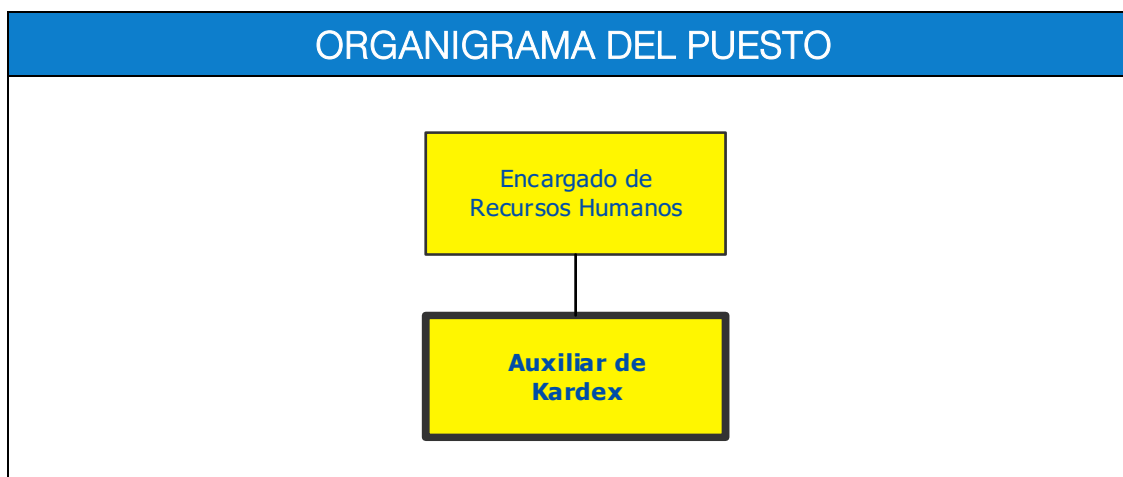 ORGANIGRAMA DEL PUESTO
Encargado de
Recursos Humanos
Auxiliar de
Kardex